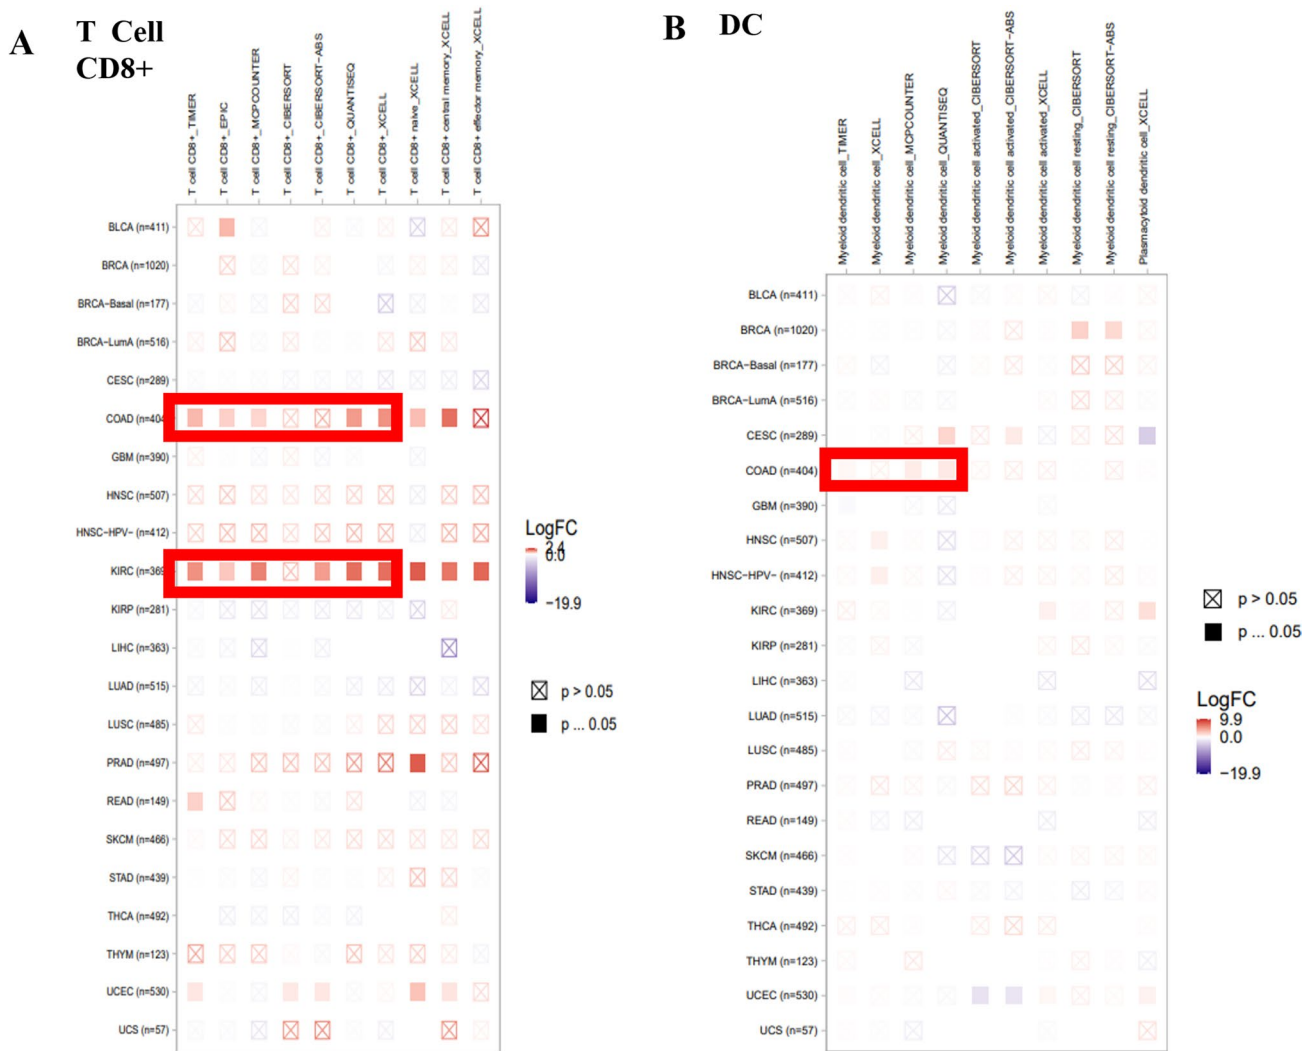 A
T Cell
CD8+
T cell CD8+_TIMER
T cell CD8+_EPIC
T cell CD8+_MCPCOUNTER
T cell CD8+_CIBERSORT
T cell CD8+_CIBERSORT-ABS
T cell CD8+_QUANTISEQ
T cell CD8+_XCELL
T cell CD8+ naive_XCELL
T cell CD8+ central memory_XCELL
T cell CD8+ effector memory_XCELL
BLCA (n=411)
BRCA (n=1020)
BRCA-Basal (n=177)
BRCA-LumA (n=516)
CESC (n=289)
COAD (n=404
GBM (n=390)
HNSC (n=507)
HNSC-HPV- (n=412)
KIRC (n=369
KIRP (n=281)
LIHC (n=363)
LUAD (n=515)
LUSC (n=485)
PRAD (n=497)
READ (n=149)
SKCM (n=466)
STAD (n=439)
THCA (n=492)
THYM (n=123)
UCEC (n=530)
UCS (n=57)
LogFC
2.4
0.0
-19.9
p > 0.05
p ... 0.05
B
DC
Myeloid dendritic cell_TIMER
Myeloid dendritic cell_XCELL
Myeloid dendritic cell_MCPCOUNTER
Myeloid dendritic cell_QUANTISEQ
Myeloid dendritic cell activated_CIBERSORT
Myeloid dendritic cell activated_CIBERSORT-ABS
Myeloid dendritic cell activated_XCELL
Myeloid dendritic cell resting_CIBERSORT
Myeloid dendritic cell resting_CIBERSORT-ABS
Plasmacytoid dendritic cell_XCELL
BLCA (n=411)
BRCA (n=1020)
BRCA-Basal (n=177)
BRCA-LumA (n=516)
CESC (n=289)
COAD (n=404)
GBM (n=390)
HNSC (n=507)
HNSC-HPV- (n=412)
KIRC (n=369)
KIRP (n=281)
LIHC (n=363)
LUAD (n=515)
LUSC (n=485)
PRAD (n=497)
READ (n=149)
SKCM (n=466)
STAD (n=439)
THCA (n=492)
THYM (n=123)
UCEC (n=530)
UCS (n=57)
p > 0.05
p ... 0.05
LogFC
9.9
0.0
-19.9